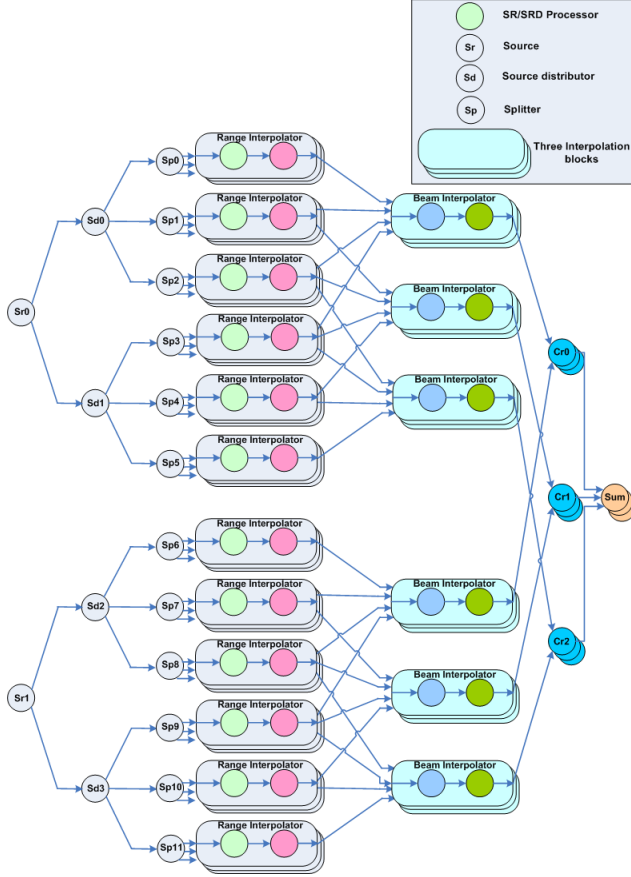 SR/SRD Processor
Sr Source
Sd Source distributor
Sp Splitter
Three Interpolation
blocks
Range Interpolator
Sp0
Range Interpolator
Beam Interpolator
Sp1
Sd0
Range Interpolator
Sp2
Beam Interpolator
Sr0
Range Interpolator
Sp3
Cr0
Range Interpolator
Beam Interpolator
Sp4
Sd1
Range Interpolator
Sp5
Cr1
Sum
Range Interpolator
Sp6
Range Interpolator
Beam Interpolator
Sp7
Sd2
Range Interpolator
Sp8
Cr2
Beam Interpolator
Sr1
Range Interpolator
Sp9
Range Interpolator
Beam Interpolator
Sp10
Sd3
Range Interpolator
Sp11